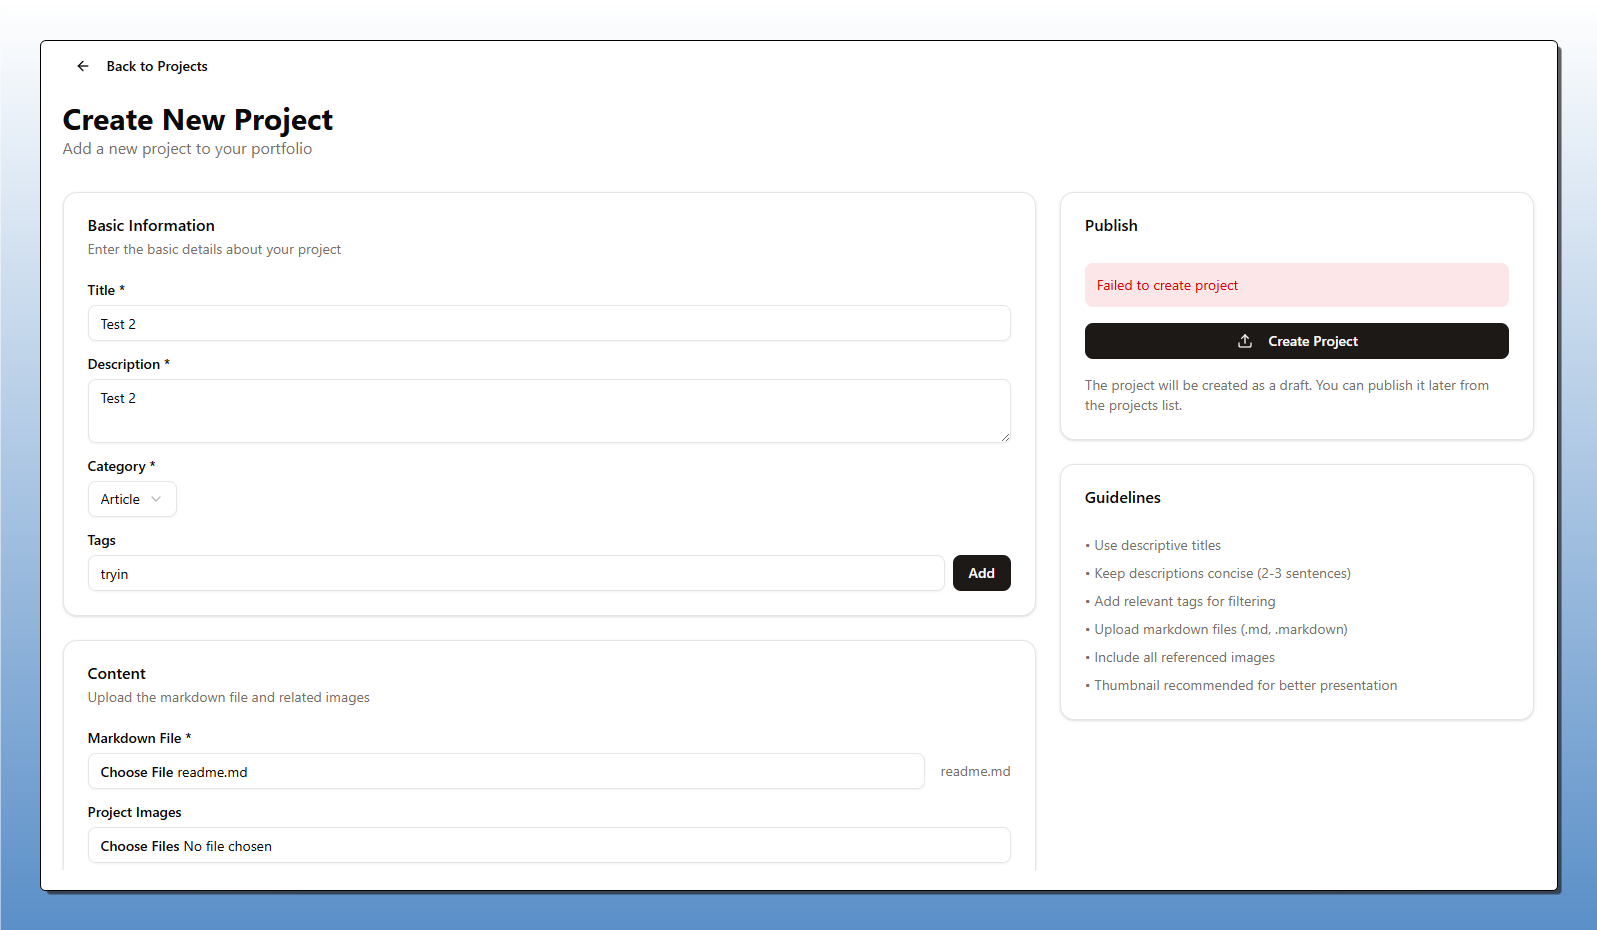 Back to Projects
Create New Project
Add a new project to your portfolio
Basic Information
Enter the basic details about your project
Title *
Test 2
Description *
Test 2
Category *
Article
Tags
tryin
Add
Content
Upload the markdown file and related images
Markdown File *
Choose File readme.md
readme.md
Project Images
Choose Files No file chosen
Publish
Failed to create project
Create Project
The project will be created as a draft. You can publish it later from
the projects list.
Guidelines
• Use descriptive titles
• Keep descriptions concise (2-3 sentences)
• Add relevant tags for filtering
• Upload markdown files (.md, .markdown)
• Include all referenced images
• Thumbnail recommended for better presentation